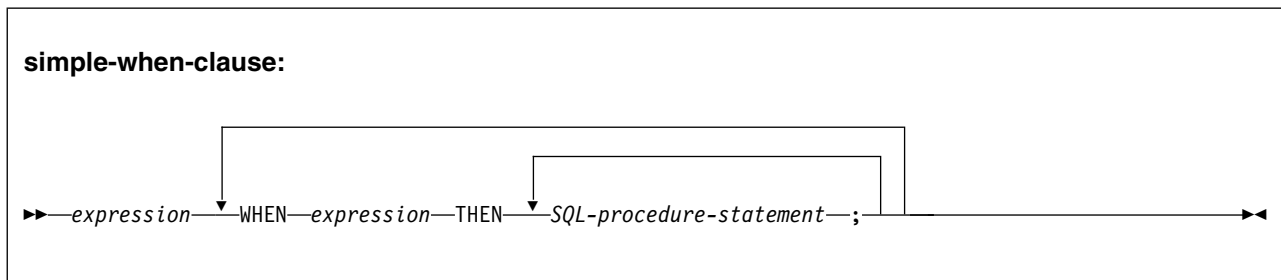 simple-when-clause:
expression WHEN expression THEN SQL-procedure-statement ;